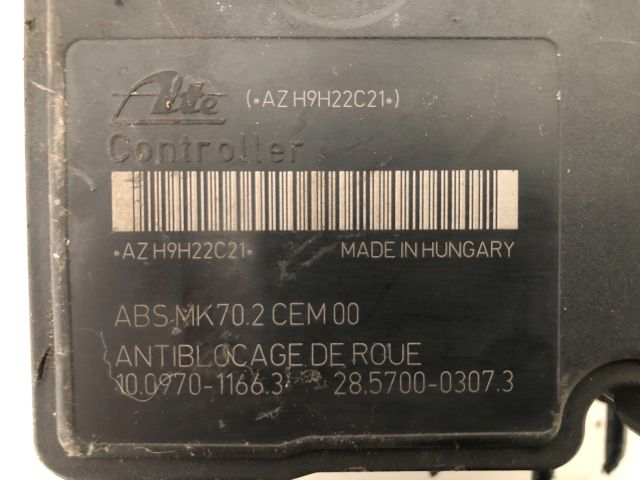 Ate (*AZ H9H22C21*)
Controller
*AZ H9H22C21* MADE IN HUNGARY
ABS MK70.2 CEM 00
ANTIBLOCAGE DE ROUE
10.0970-1166.3 28.5700-0307.3